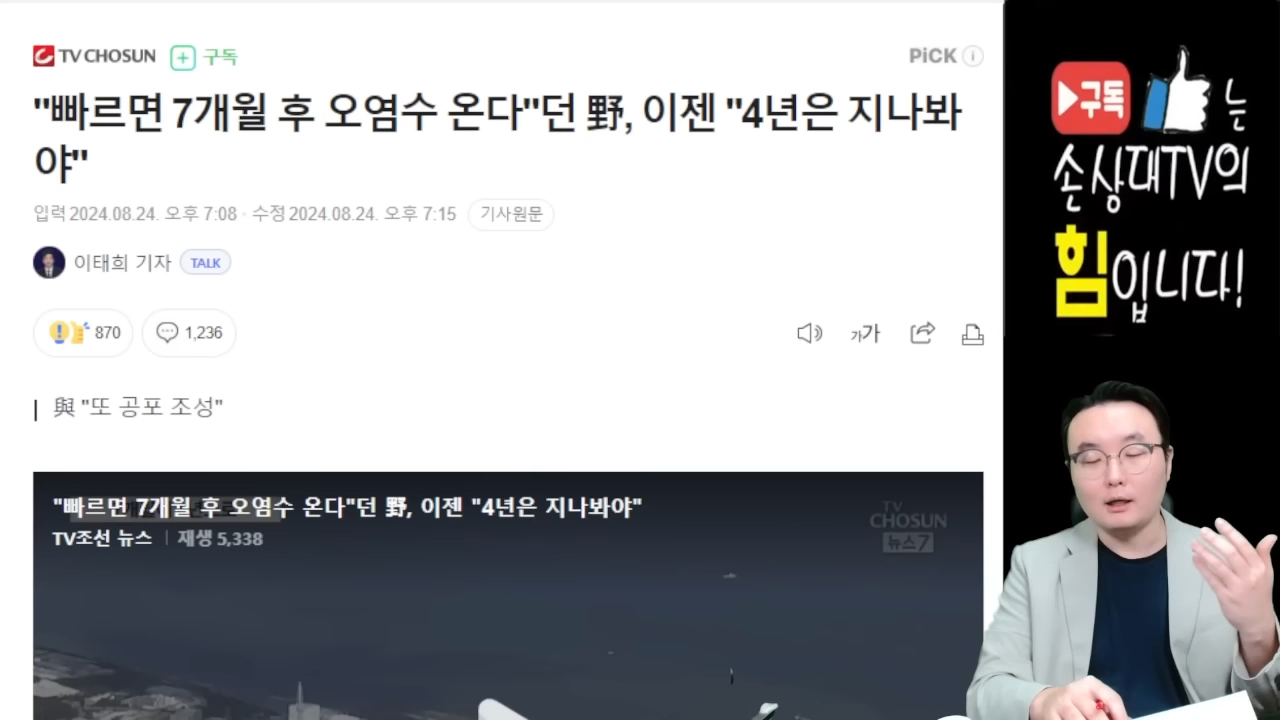 TV CHOSUN 구독
PiCK
"빠르면 7개월 후 오염수 온다"던 野, 이젠 "4년은 지나봐
야"
입력 2024.08.24. 오후 7:08 · 수정 2024.08.24. 오후 7:15 기사원문
이태희 기자 TALK
870 1,236
가가
與 "또 공포 조성"
"빠르면 7개월 후 오염수 온다"던 野, 이젠 "4년은 지나봐야"
TV조선 뉴스 | 재생 5,338
TV
CHOSUN
뉴스7
구독 는
손상대TV의
힘입니다!